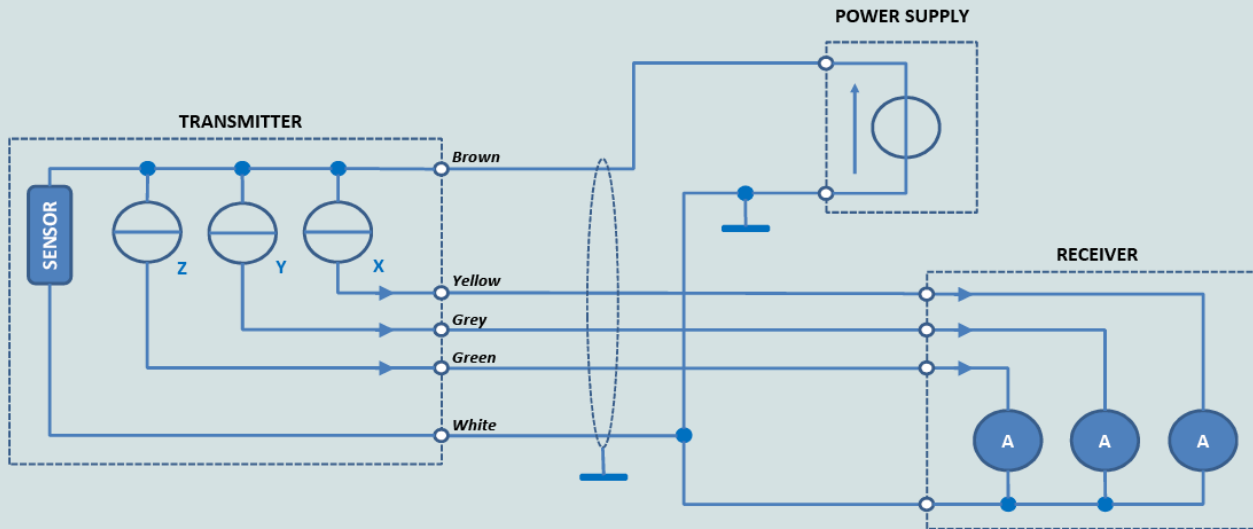 POWER SUPPLY
TRANSMITTER
Brown
SENSOR
Z
Y
X
RECEIVER
Yellow
Grey
Green
White
A
A
A